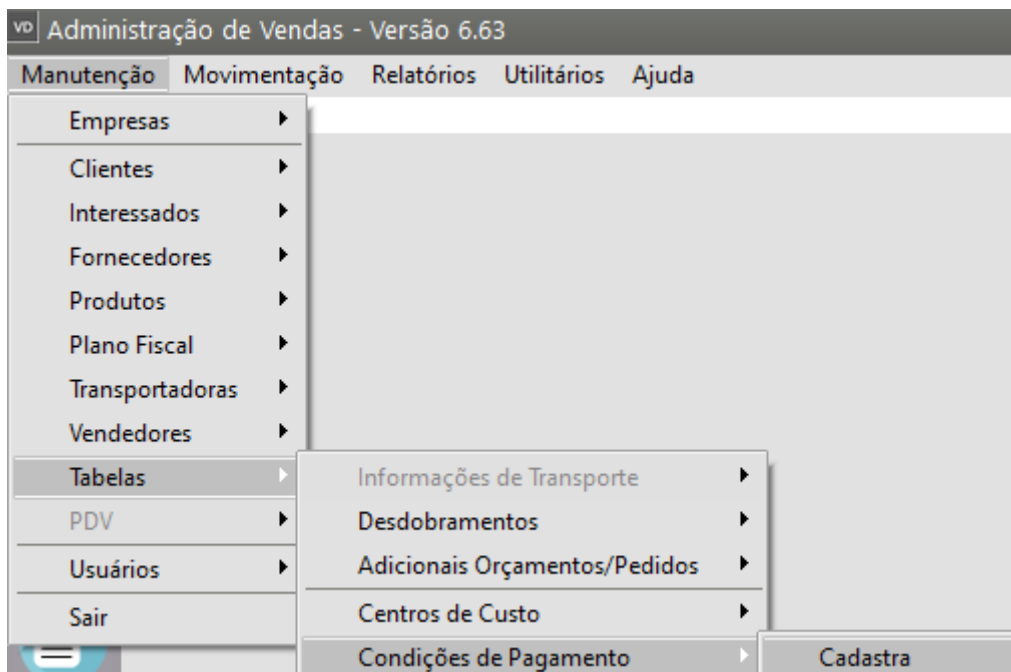 VD Administração de Vendas - Versão 6.63
Manutenção Movimentação Relatórios Utilitários Ajuda
Empresas
Clientes
Interessados
Fornecedores
Produtos
Plano Fiscal
Transportadoras
Vendedores
Tabelas
PDV
Usuários
Sair
Informações de Transporte
Desdobramentos
Adicionais Orçamentos/Pedidos
Centros de Custo
Condições de Pagamento
Cadastra